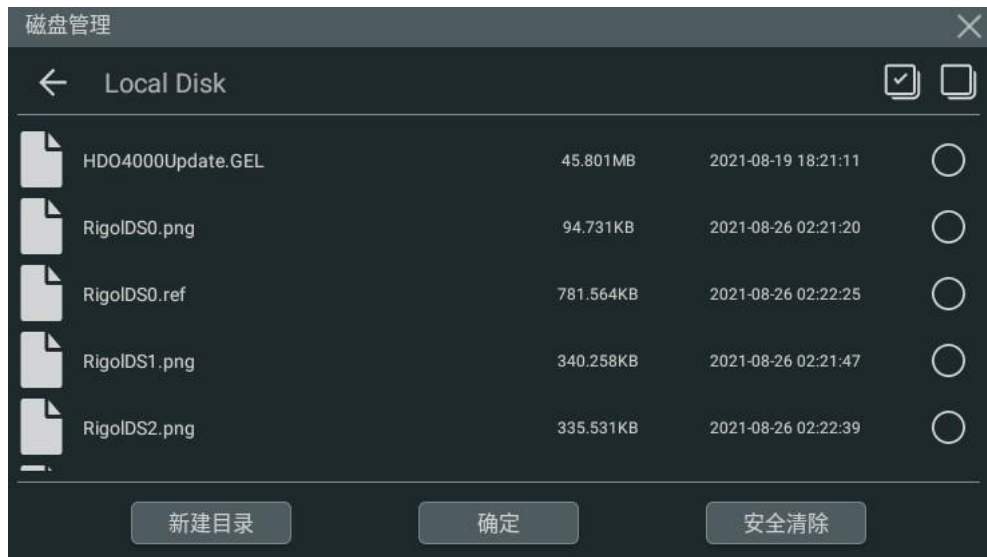 磁盘管理
Local Disk
HDO4000Update.GEL 45.801MB 2021-08-19 18:21:11
RigolDS0.png 94.731KB 2021-08-26 02:21:20
RigolDS0.ref 781.564KB 2021-08-26 02:22:25
RigolDS1.png 340.258KB 2021-08-26 02:21:47
RigolDS2.png 335.531KB 2021-08-26 02:22:39
新建目录 确定 安全清除